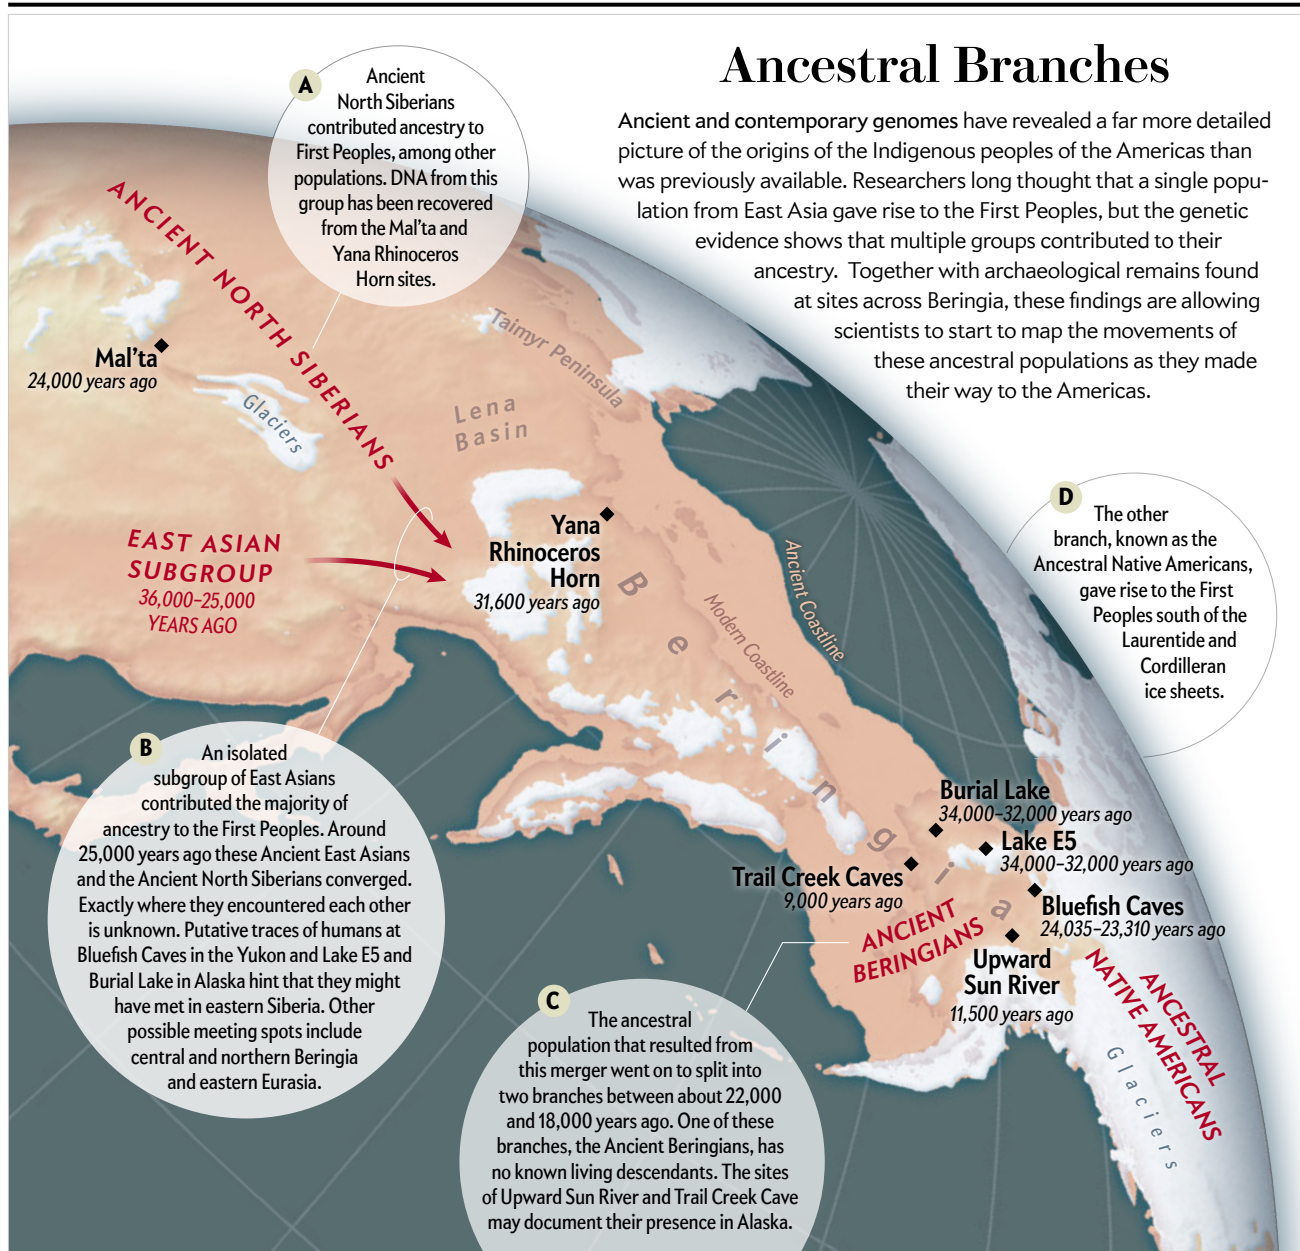 Ancestral Branches
Ancient and contemporary genomes have revealed a far more detailed
picture of the origins of the Indigenous peoples of the Americas than
was previously available. Researchers long thought that a single popu-
lation from East Asia gave rise to the First Peoples, but the genetic
evidence shows that multiple groups contributed to their
ancestry. Together with archaeological remains found
at sites across Beringia, these findings are allowing
scientists to start to map the movements of
these ancestral populations as they made
their way to the Americas.
A
Ancient
North Siberians
contributed ancestry to
First Peoples, among other
populations. DNA from this
group has been recovered
from the Mal’ta and
Yana Rhinoceros
Horn sites.
ANCIENT NORTH SIBERIANS
Mal’ta
24,000 years ago
Glaciers
Taimyr Peninsula
Lena
Basin
EAST ASIAN
SUBGROUP
36,000–25,000
YEARS AGO
Yana
Rhinoceros
Horn
31,600 years ago
Beringia
Modern Coastline
Ancient Coastline
D
The other
branch, known as the
Ancestral Native Americans,
gave rise to the First
Peoples south of the
Laurentide and
Cordilleran
ice sheets.
B
An isolated
subgroup of East Asians
contributed the majority of
ancestry to the First Peoples. Around
25,000 years ago these Ancient East Asians
and the Ancient North Siberians converged.
Exactly where they encountered each other
is unknown. Putative traces of humans at
Bluefish Caves in the Yukon and Lake E5 and
Burial Lake in Alaska hint that they might
have met in eastern Siberia. Other
possible meeting spots include
central and northern Beringia
and eastern Eurasia.
Burial Lake
34,000–32,000 years ago
Lake E5
34,000–32,000 years ago
Trail Creek Caves
9,000 years ago
Bluefish Caves
24,035–23,310 years ago
ANCIENT
BERINGIANS
Upward
Sun River
11,500 years ago
ANCESTRAL
NATIVE AMERICANS
Glaciers
C
The ancestral
population that resulted from
this merger went on to split into
two branches between about 22,000
and 18,000 years ago. One of these
branches, the Ancient Beringians, has
no known living descendants. The sites
of Upward Sun River and Trail Creek Cave
may document their presence in Alaska.